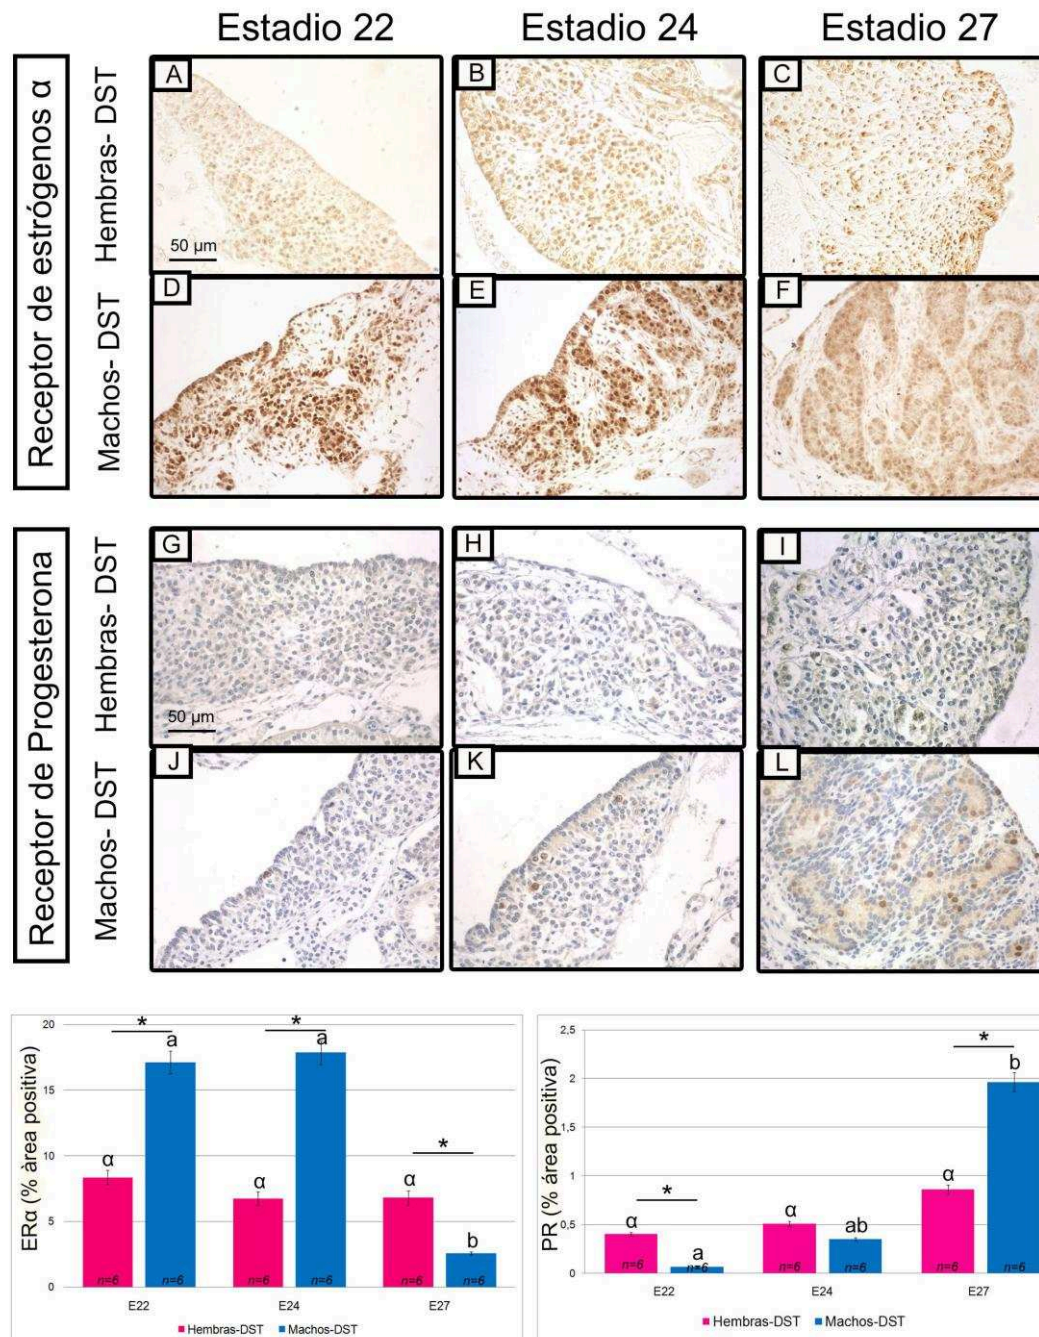 Estadio 22 Estadio 24 Estadio 27
Receptor de estrógenos α
Hembras- DST
A
50 µm
B
C
Machos- DST
D
E
F
Receptor de Progesterona
Hembras- DST
G
50 µm
H
I
Machos- DST
J
K
L
ERα (% àrea positiva)
20
15
10
5
0
* * *
α a α a α b
n=6 n=6 n=6 n=6 n=6 n=6
E22 E24 E27
Hembras-DST Machos-DST
PR (% área positiva)
2,5
2
1,5
1
0,5
0
* *
α a α ab α b
n=6 n=6 n=6 n=6 n=6 n=6
E22 E24 E27
Hembras-DST Machos-DST